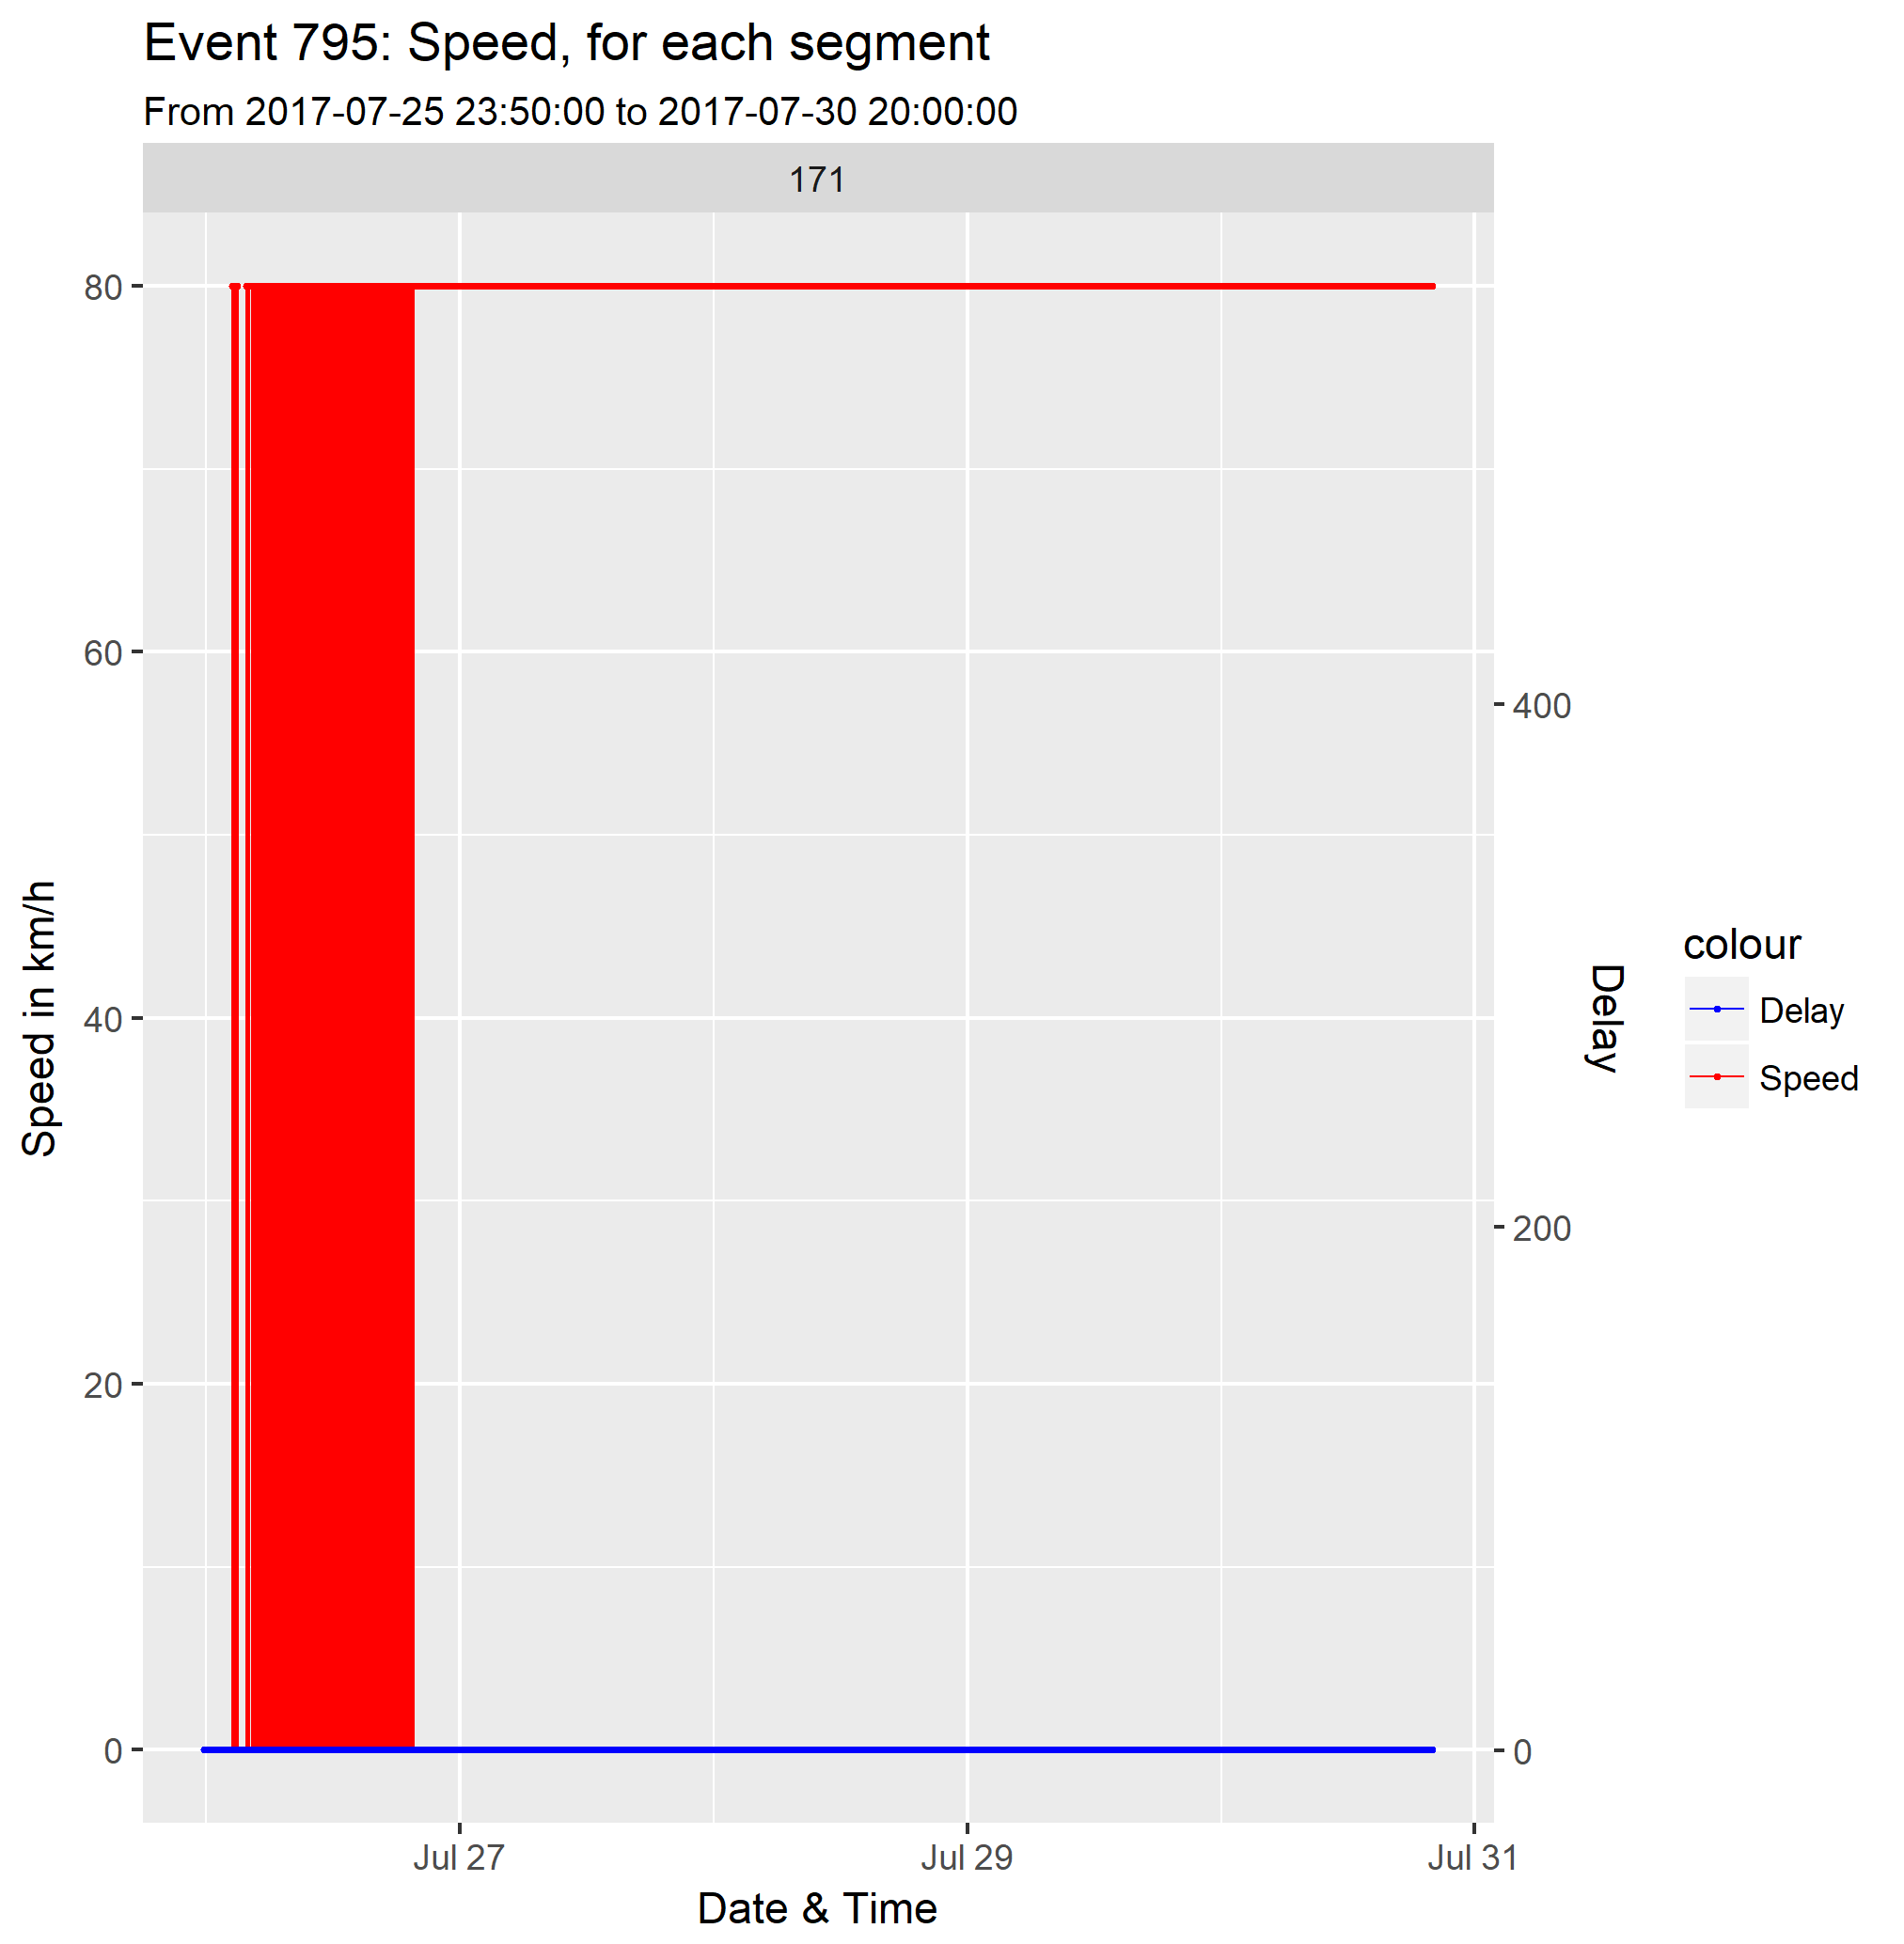 Event 795: Speed, for each segment
From 2017-07-25 23:50:00 to 2017-07-30 20:00:00
171
80
60
40
20
0
Speed in km/h
400
200
0
Delay
Jul 27
Jul 29
Jul 31
Date & Time
colour
Delay
Speed